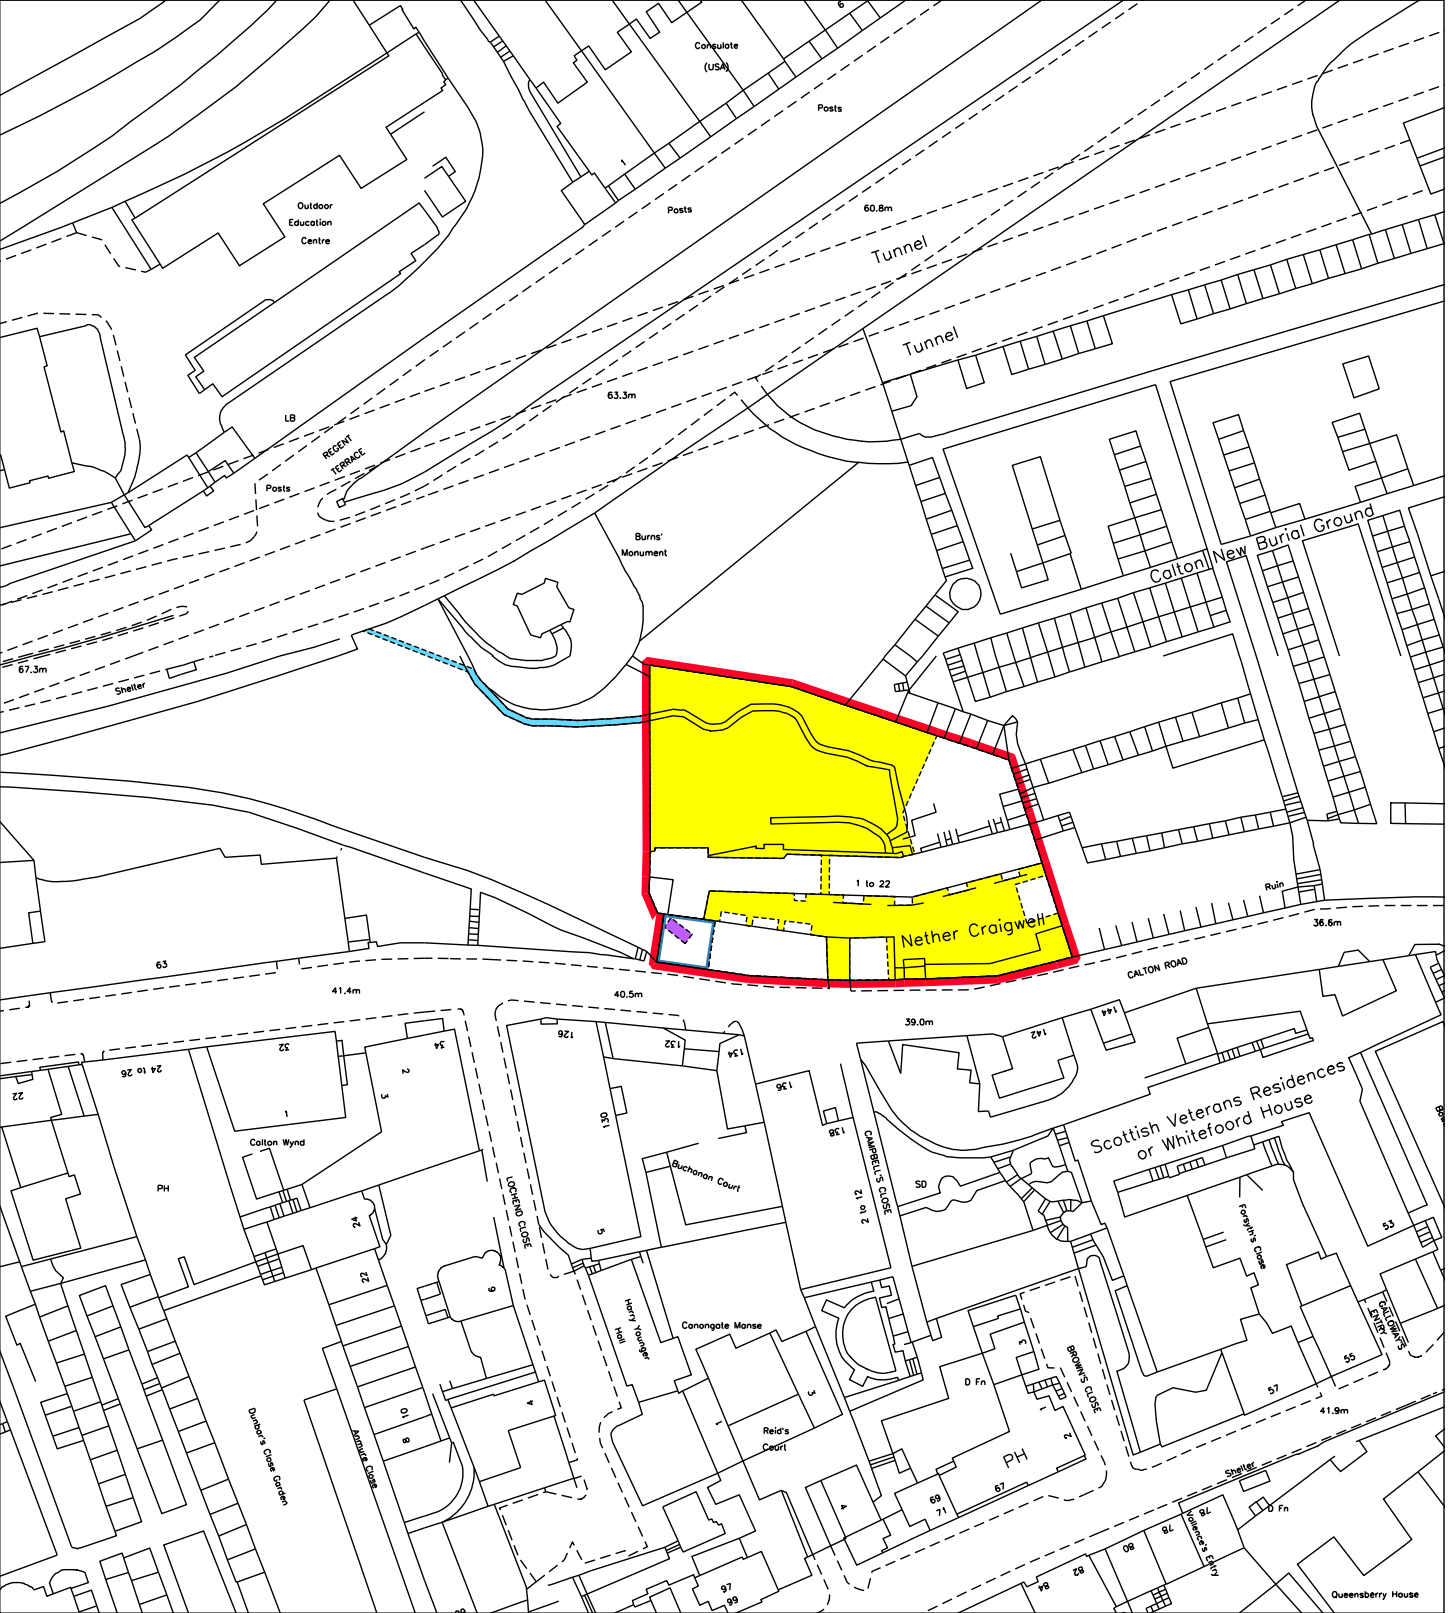 6
Consulate
(USA)
Posts
1
Outdoor
Education
Centre
Posts
60.8m
Tunnel
Tunnel
63.3m
LB
REGENT
TERRACE
Posts
Burns'
Monument
Calton New Burial Ground
67.3m
Shelter
1 to 22
Ruin
Nether Craigwell
36.6m
63
CALTON ROAD
41.4m
40.5m
39.0m
126
132
134
142
144
32
34
24 to 26
22
2
3
1
136
138
130
Calton Wynd
PH
Buchanan Court
CAMPBELL'S CLOSE
2 to 12
SD
Scottish Veterans Residences
or Whitefoord House
LOCHEND CLOSE
24
22
5
6
53
Forsyth's Close
Harry Younger
Hall
Canongate Manse
GALLOWAY'S
ENTRY
3
BROWN'S CLOSE
D Fn
55
57
41.9m
10
8
4
3
1
Reid's
Court
2
PH
Dunbar's Close Garden
Anmure Close
Shelter
67
69
71
4
D Fn
78
78
80
82
84
Vallence's Entry
97
99
Queensberry House